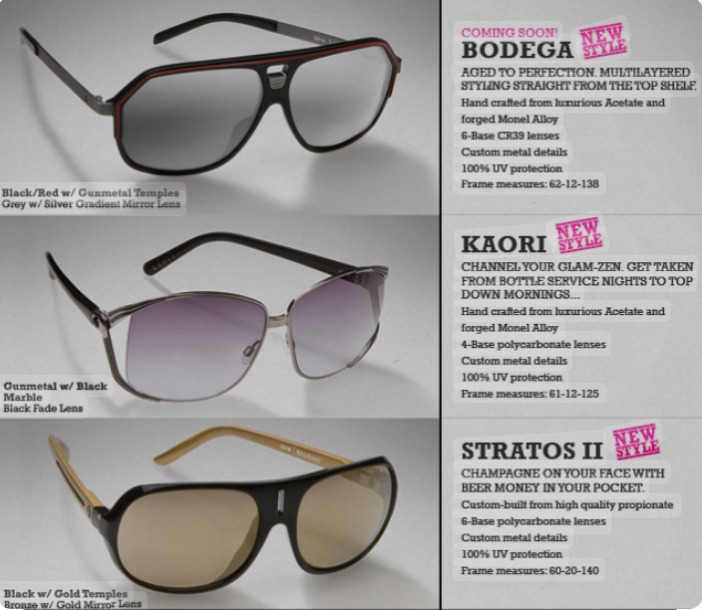 COMING SOON!
BODEGA
NEW STYLE
AGED TO PERFECTION. MULTILAYERED
STYLING STRAIGHT FROM THE TOP SHELF.
Hand crafted from luxurious Acetate and
forged Monel Alloy
6-Base CR39 lenses
Custom metal details
100% UV protection
Frame measures: 62-12-138
Black/Red w/ Gunmetal Temples
Grey w/ Silver Gradient Mirror Lens
KAORI
NEW STYLE
CHANNEL YOUR GLAM-ZEN. GET TAKEN
FROM BOTTLE SERVICE NIGHTS TO TOP
DOWN MORNINGS...
Hand crafted from luxurious Acetate and
forged Monel Alloy
4-Base polycarbonate lenses
Custom metal details
100% UV protection
Frame measures: 61-12-125
Gunmetal w/ Black
Marble
Black Fade Lens
STRATOS II
NEW STYLE
CHAMPAGNE ON YOUR FACE WITH
BEER MONEY IN YOUR POCKET.
Custom-built from high quality propionate
6-Base polycarbonate lenses
Custom metal details
100% UV protection
Frame measures: 60-20-140
Black w/ Gold Temples
Bronze w/ Gold Mirror Lens